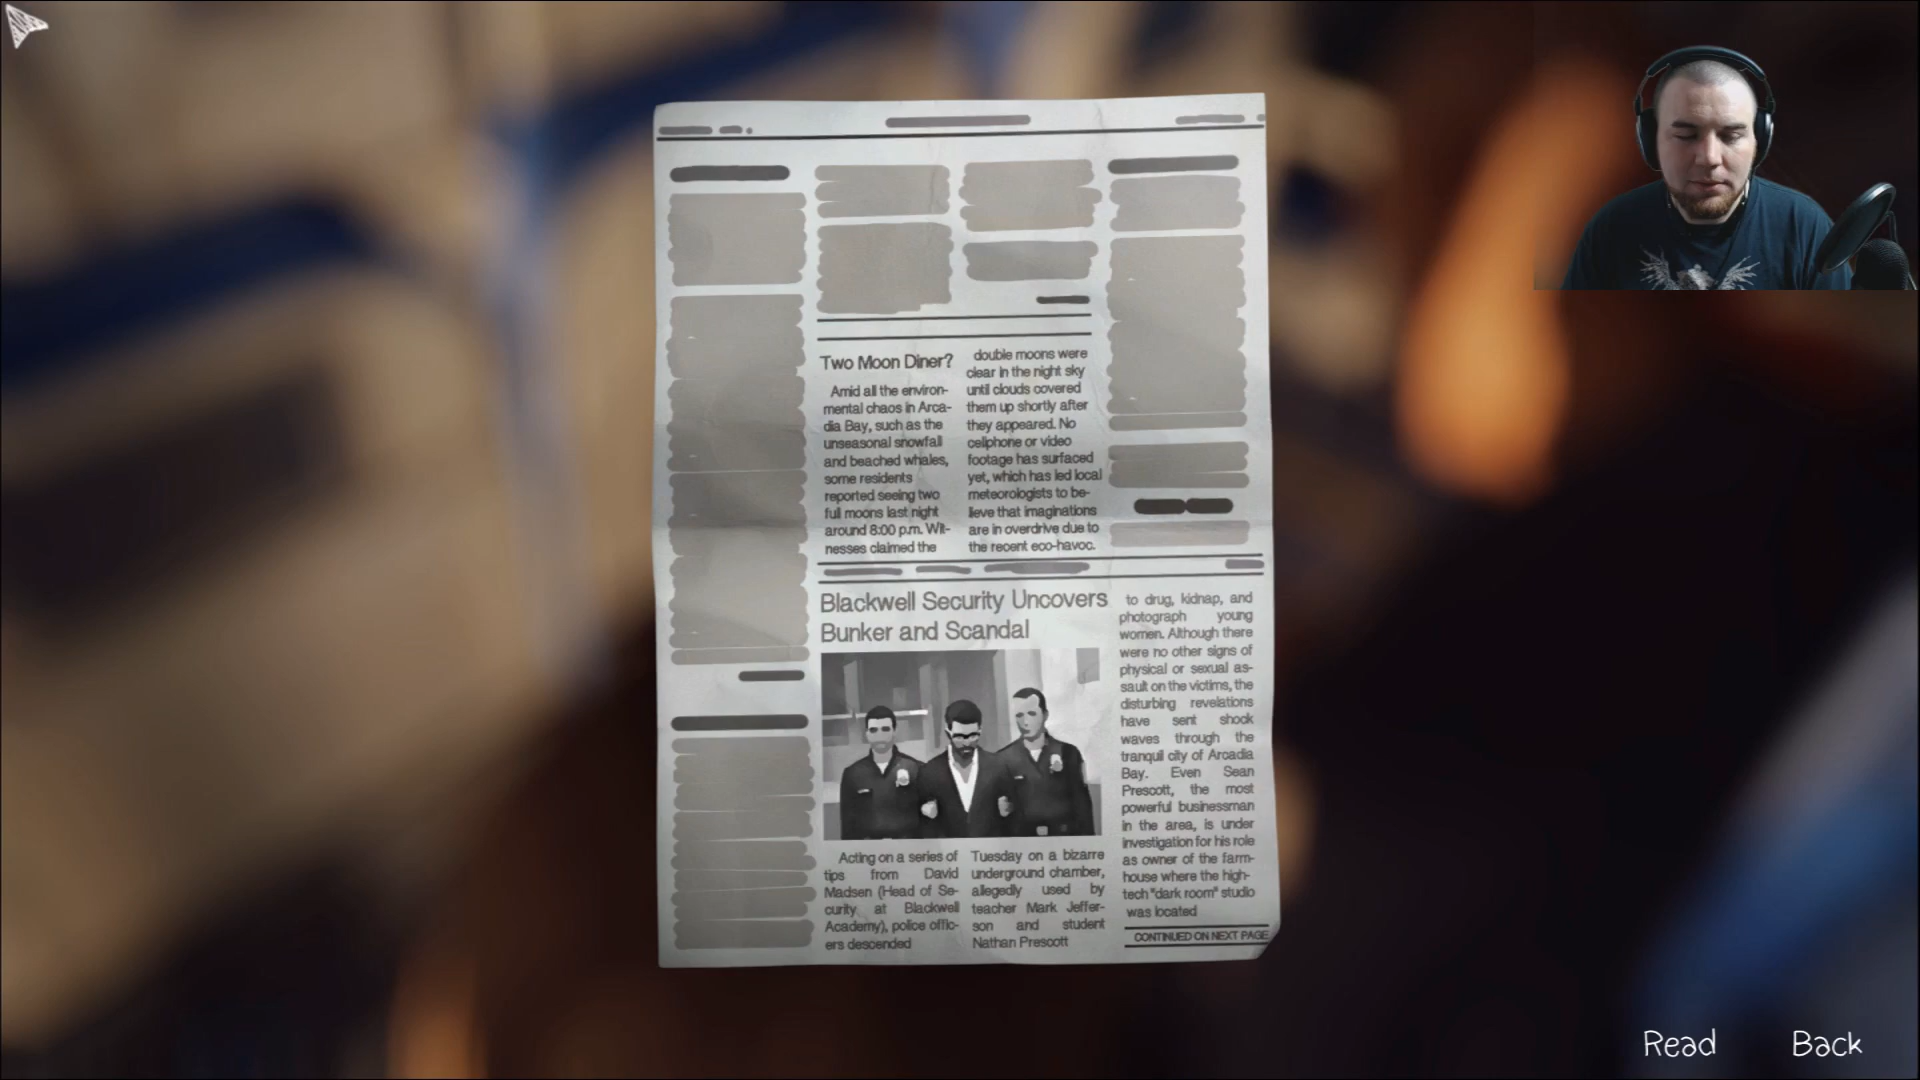 Two Moon Diner?
Amid all the environ-
mental chaos in Arca-
dia Bay, such as the
unseasonal snowfall
and beached whales,
some residents
reported seeing two
full moons last night
around 8:00 p.m. Wit-
nesses claimed the
double moons were
clear in the night sky
until clouds covered
them up shortly after
they appeared. No
cellphone or video
footage has surfaced
yet, which has led local
meteorologists to be-
lieve that imaginations
are in overdrive due to
the recent eco-havoc.
Blackwell Security Uncovers
Bunker and Scandal
Acting on a series of
tips from David
Madsen (Head of Se-
curity at Blackwell
Academy), police offic-
ers descended
Tuesday on a bizarre
underground chamber,
allegedly used by
teacher Mark Jeffer-
son and student
Nathan Prescott
to drug, kidnap, and
photograph young
women. Although there
were no other signs of
physical or sexual as-
sault on the victims, the
disturbing revelations
have sent shock
waves through the
tranquil city of Arcadia
Bay. Even Sean
Prescott, the most
powerful businessman
in the area, is under
investigation for his role
as owner of the farm-
house where the high-
tech "dark room" studio
was located
CONTINUED ON NEXT PAGE
Read
Back